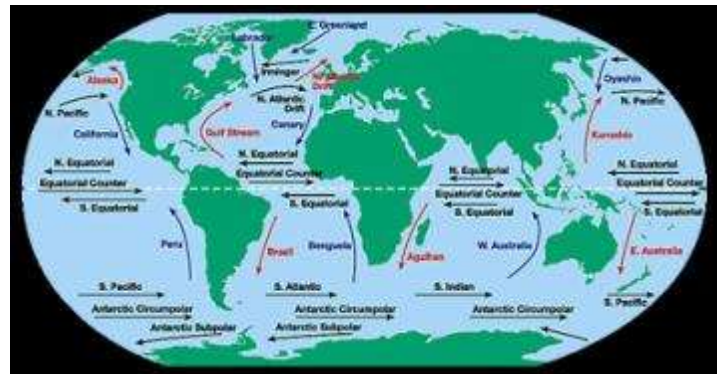 E. Greenland
Labrador
Irminger
Alaska
Oyashio
N. Pacific
N. Atlantic
Drift
N. Atlantic
Drift
N. Pacific
California
Gulf Stream
Canary
Kuroshio
N. Equatorial
N. Equatorial
N. Equatorial
N. Equatorial
Equatorial Counter
Equatorial Counter
Equatorial Counter
Equatorial Counter
S. Equatorial
S. Equatorial
S. Equatorial
S. Equatorial
Peru
Brazil
Benguela
Agulhas
W. Australia
E. Australia
S. Pacific
S. Atlantic
S. Indian
S. Pacific
Antarctic Circumpolar
Antarctic Circumpolar
Antarctic Circumpolar
Antarctic Subpolar
Antarctic Subpolar